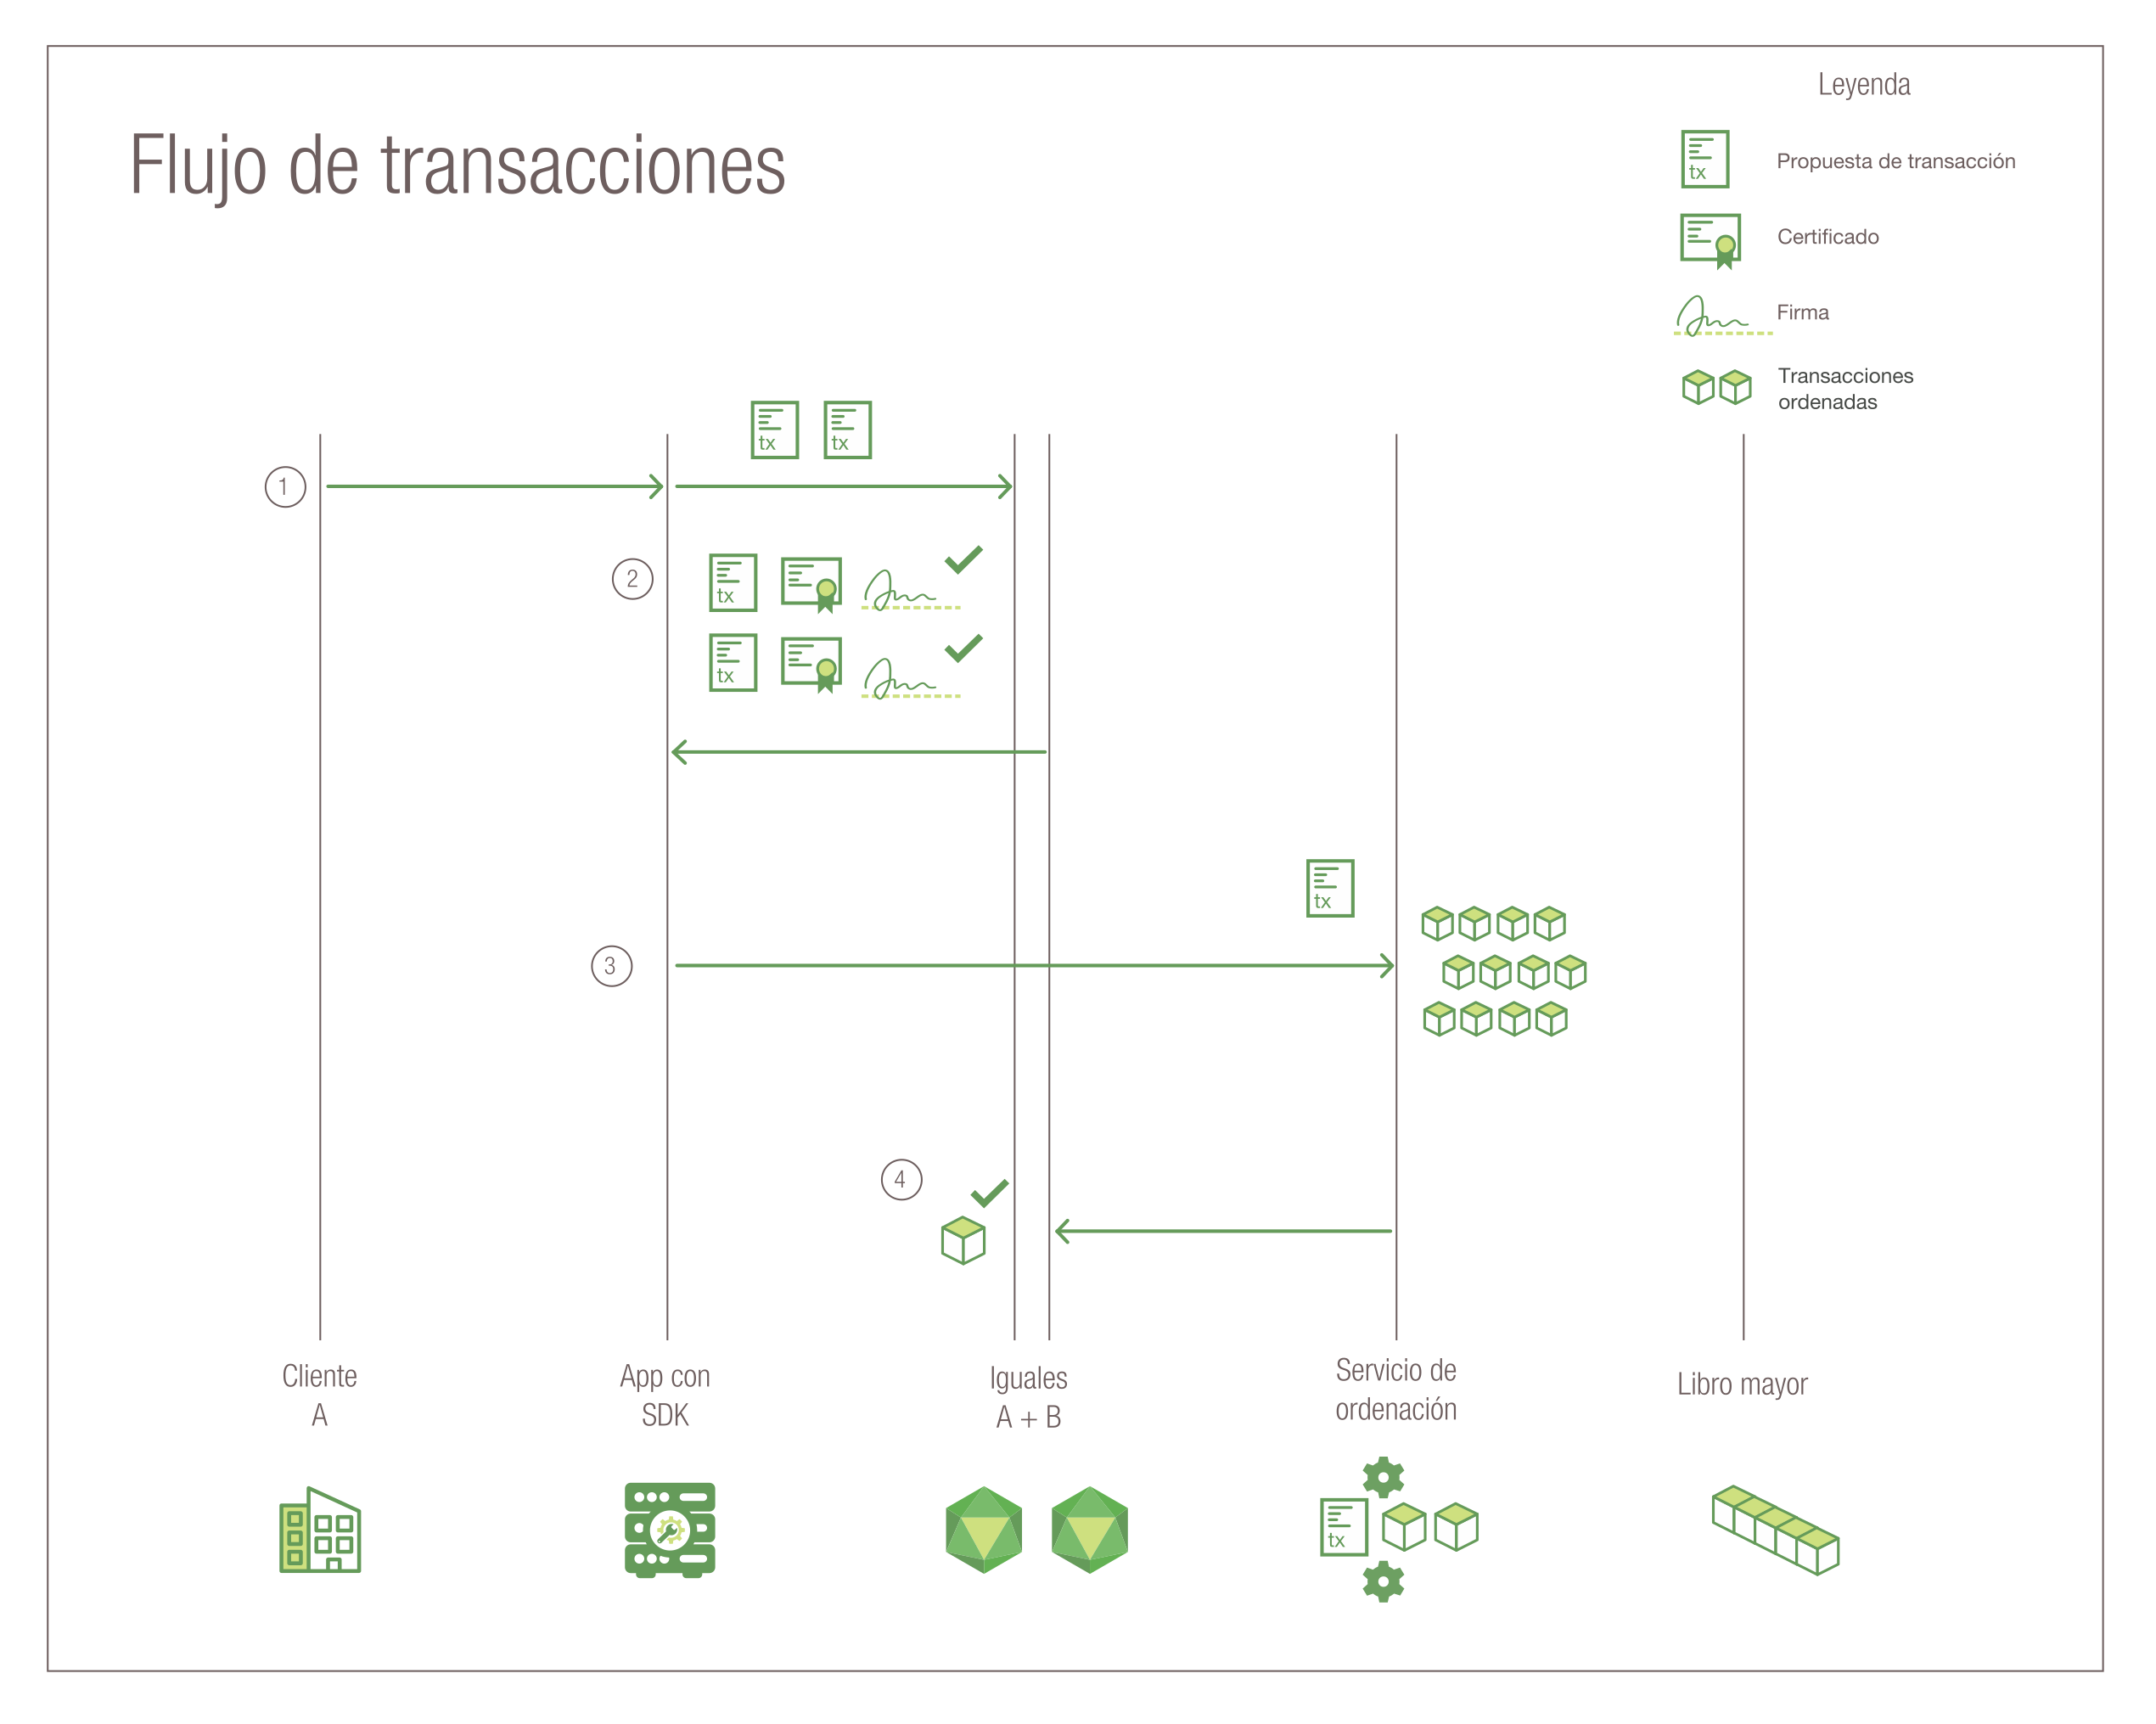 Leyenda
Flujo de transacciones
tx
Propuesta de transacción
Certificado
Firma
Transacciones
ordenadas
tx
tx
1
2
tx
tx
tx
3
4
Cliente
A
App con
SDK
Iguales
A + B
Servicio de
ordenación
Libro mayor
tx